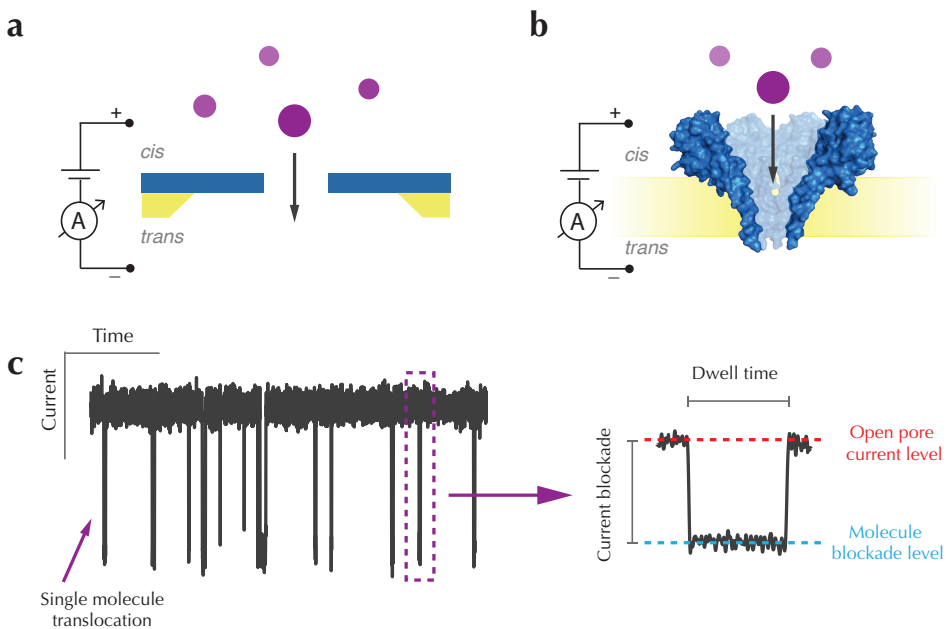 a
+
cis
A
trans
–
b
+
cis
A
trans
–
c
Time
Current
Single molecule
translocation
Dwell time
Current blockade
Open pore
current level
Molecule
blockade level